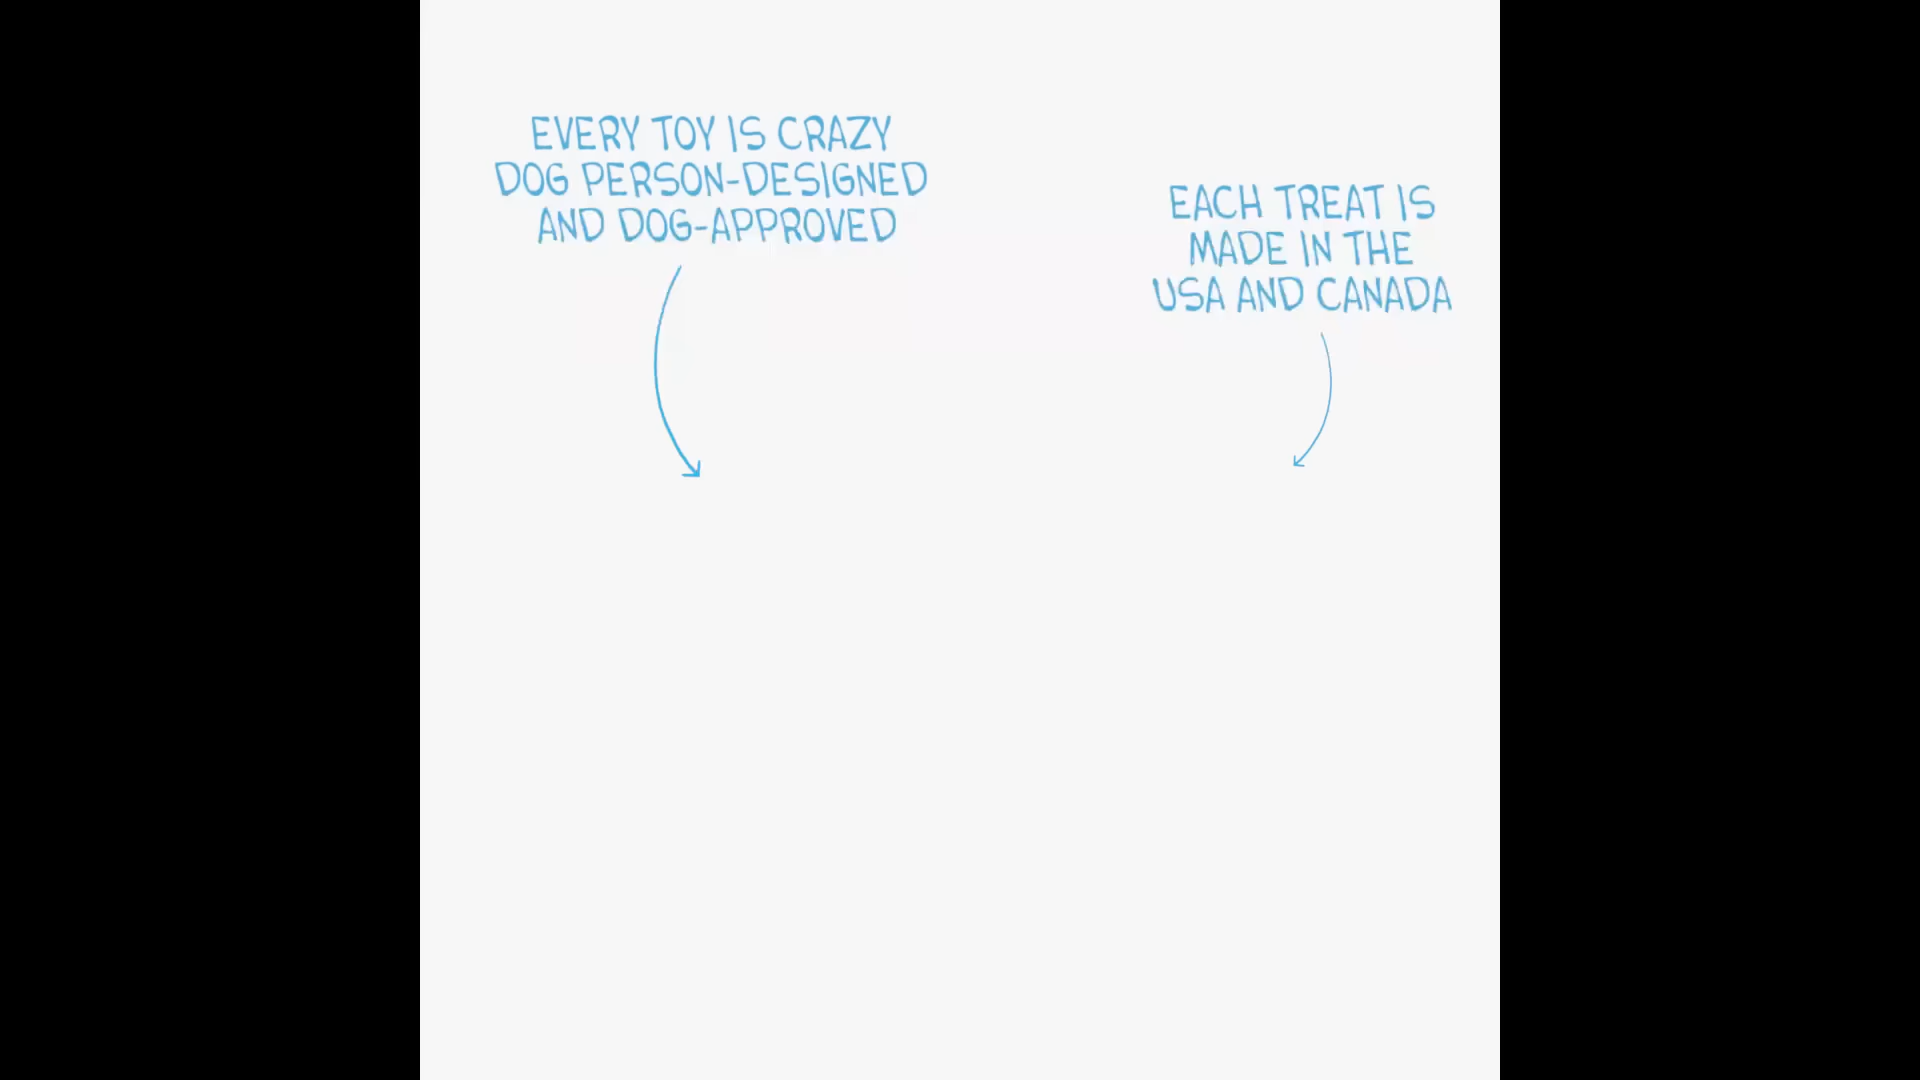 EVERY TOY IS CRAZY
DOG PERSON-DESIGNED
AND DOG-APPROVED
EACH TREAT IS
MADE IN THE
USA AND CANADA